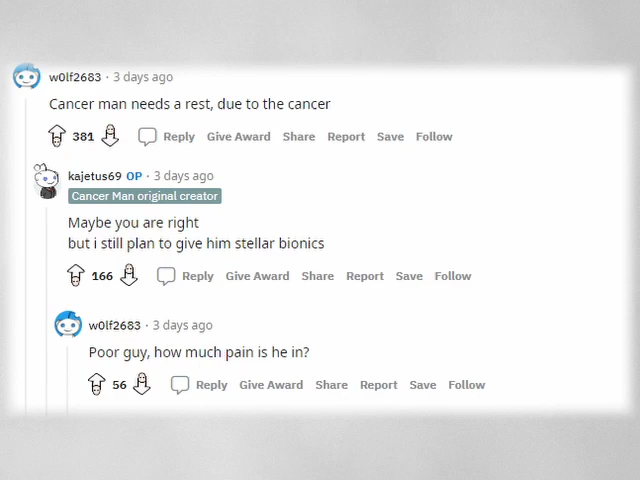 w0lf2683 · 3 days ago
Cancer man needs a rest, due to the cancer
381 Reply Give Award Share Report Save Follow
kajetus69 OP · 3 days ago
Cancer Man original creator
Maybe you are right
but i still plan to give him stellar bionics
166 Reply Give Award Share Report Save Follow
w0lf2683 · 3 days ago
Poor guy, how much pain is he in?
56 Reply Give Award Share Report Save Follow